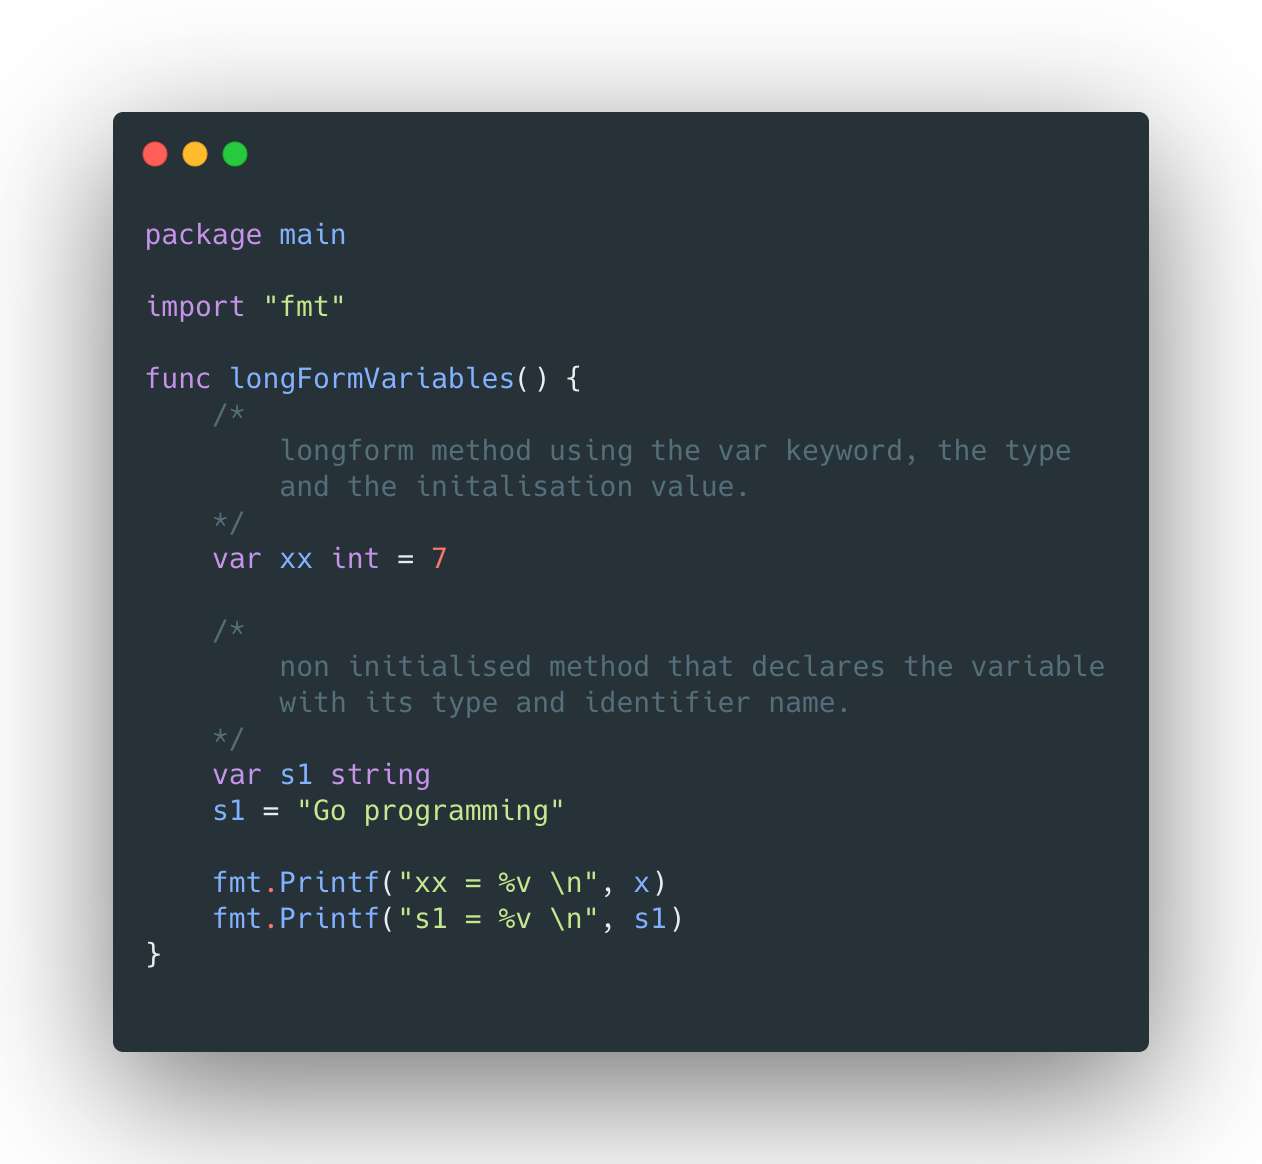 package main
import "fmt"
func longFormVariables() {
/*
longform method using the var keyword, the type
and the initalisation value.
*/
var xx int = 7
/*
non initialised method that declares the variable
with its type and identifier name.
*/
var s1 string
s1 = "Go programming"
fmt.Printf("xx = %v \n", x)
fmt.Printf("s1 = %v \n", s1)
}